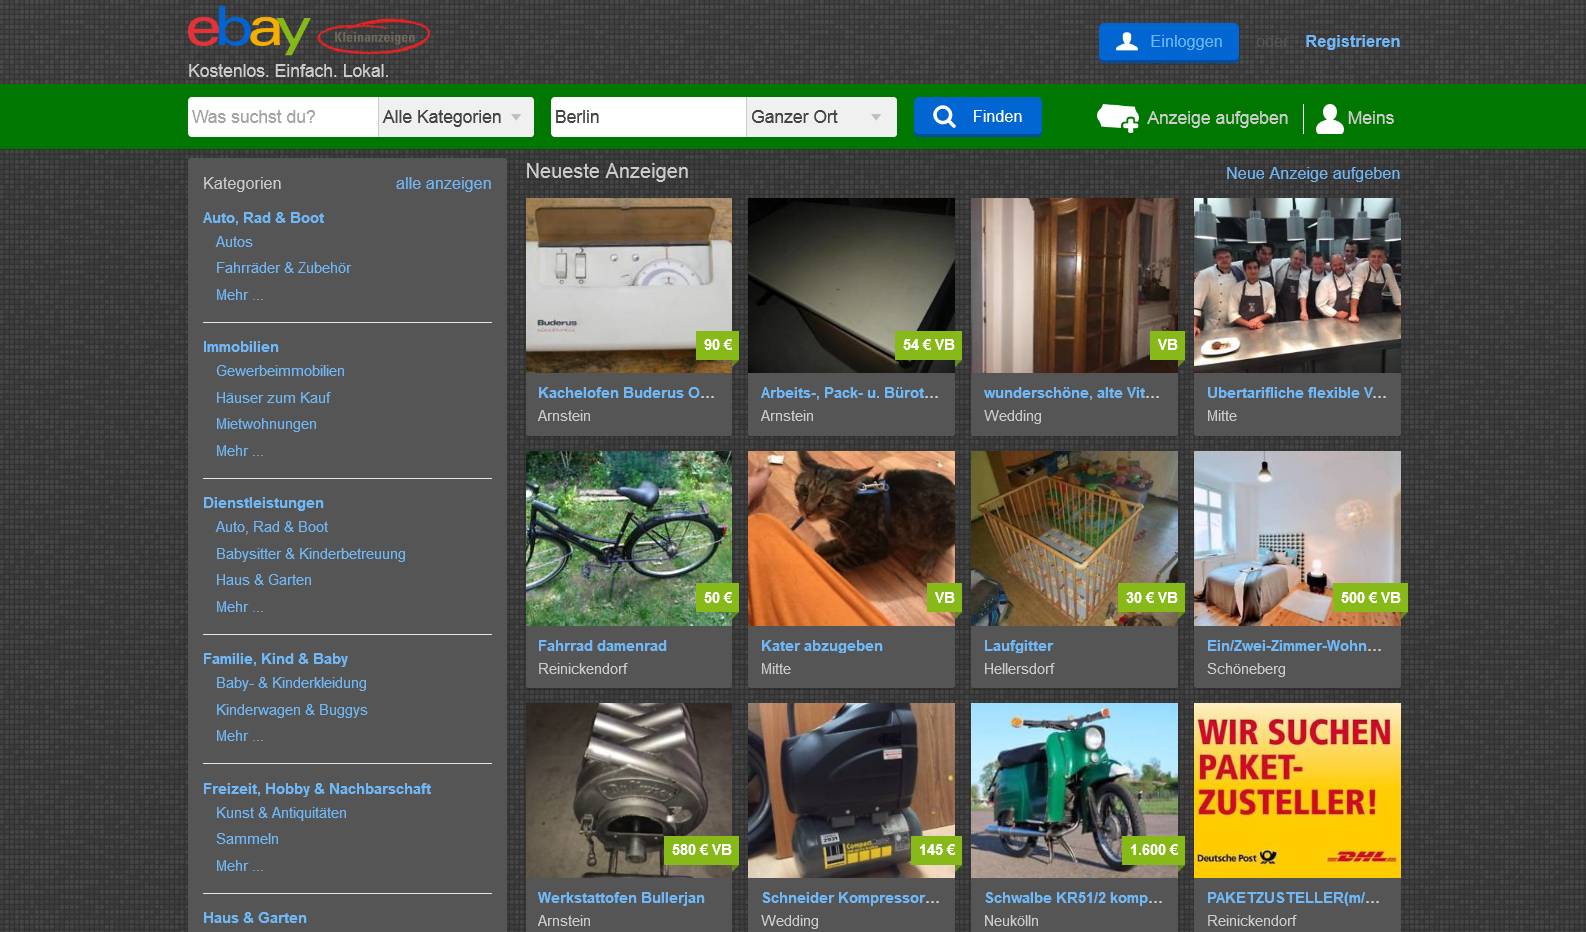 ebay Kleinanzeigen
Kostenlos. Einfach. Lokal.
Einloggen oder Registrieren
Was suchst du? Alle Kategorien Berlin Ganzer Ort Finden Anzeige aufgeben Meins
Kategorien alle anzeigen
Auto, Rad & Boot
Autos
Fahrräder & Zubehör
Mehr ...
Immobilien
Gewerbeimmobilien
Häuser zum Kauf
Mietwohnungen
Mehr ...
Dienstleistungen
Auto, Rad & Boot
Babysitter & Kinderbetreuung
Haus & Garten
Mehr ...
Familie, Kind & Baby
Baby- & Kinderkleidung
Kinderwagen & Buggys
Mehr ...
Freizeit, Hobby & Nachbarschaft
Kunst & Antiquitäten
Sammeln
Mehr ...
Haus & Garten
Neueste Anzeigen Neue Anzeige aufgeben
Buderus
90 €
Kachelofen Buderus O...
Arnstein
54 € VB
Arbeits-, Pack- u. Bürot...
Arnstein
VB
wunderschöne, alte Vit...
Wedding
Übertarifliche flexible V...
Mitte
50 €
Fahrrad damenrad
Reinickendorf
VB
Kater abzugeben
Mitte
30 € VB
Laufgitter
Hellersdorf
500 € VB
Ein/Zwei-Zimmer-Wohn...
Schöneberg
580 € VB
Werkstattofen Bullerjan
Arnstein
Compact
145 €
Schneider Kompressor...
Wedding
1.600 €
Schwalbe KR51/2 komp...
Neukölln
WIR SUCHEN
PAKET-
ZUSTELLER!
Deutsche Post DHL
PAKETZUSTELLER(m/...
Reinickendorf